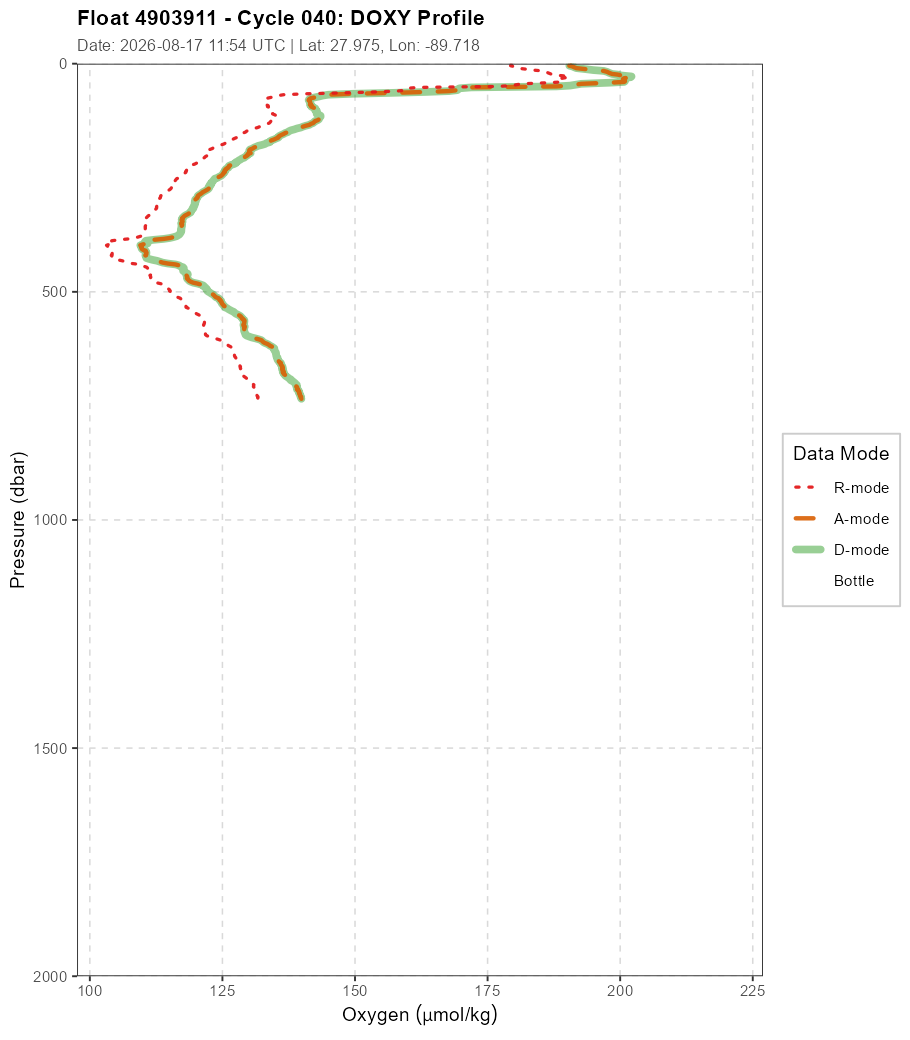 Float 4903911 - Cycle 040: DOXY Profile
Date: 2026-08-17 11:54 UTC | Lat: 27.975, Lon: -89.718
0
500
1000
1500
2000
Pressure (dbar)
100 125 150 175 200 225
Oxygen (μmol/kg)
Data Mode
R-mode
A-mode
D-mode
Bottle